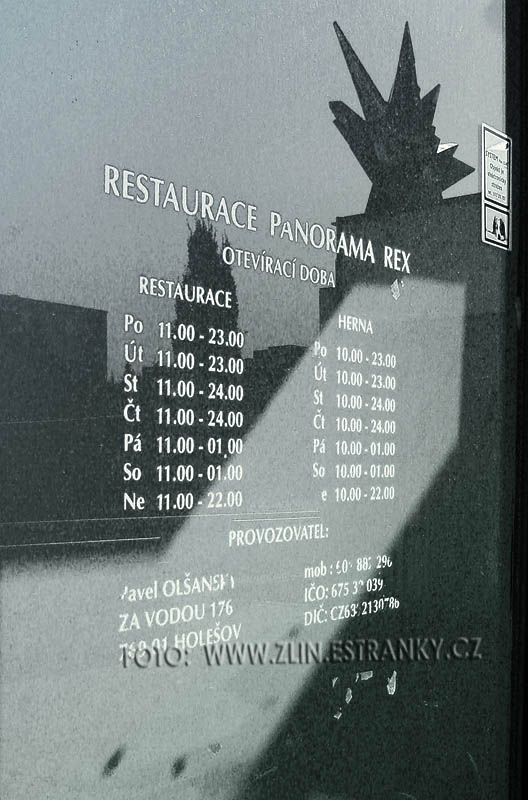 RESTAURACE PANORAMA REX
OTEVÍRACÍ DOBA
RESTAURACE
Po 11.00 - 23.00
Út 11.00 - 23.00
St 11.00 - 24.00
Čt 11.00 - 24.00
Pá 11.00 - 01.00
So 11.00 - 01.00
Ne 11.00 - 22.00
HERNA
Po 10.00 - 23.00
Út 10.00 - 23.00
St 10.00 - 24.00
Čt 10.00 - 24.00
Pá 10.00 - 01.00
So 10.00 - 01.00
e 10.00 - 22.00
PROVOZOVATEL:
Pavel OLŠANSKÝ
ZA VODOU 176
HOLEŠOV
mob :
IČO:
DIČ:
FOTO: WWW.ZLIN.ESTRANKY.CZ